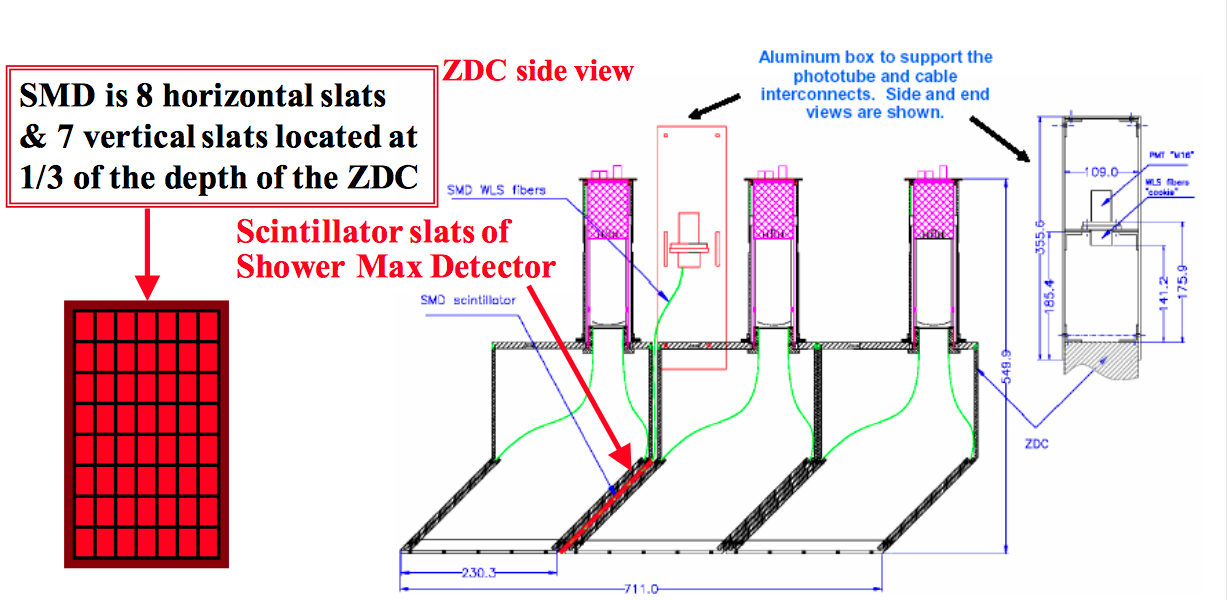 SMD is 8 horizontal slats
& 7 vertical slats located at
1/3 of the depth of the ZDC
ZDC side view
Aluminum box to support the
phototube and cable
interconnects. Side and end
views are shown.
Scintillator slats of
Shower Max Detector
SMD WLS fibers
SMD scintillator
PMT "M16"
WLS fibers
"cookie"
109.0
355.6
185.4
141.2
175.9
549.9
ZDC
230.3
711.0